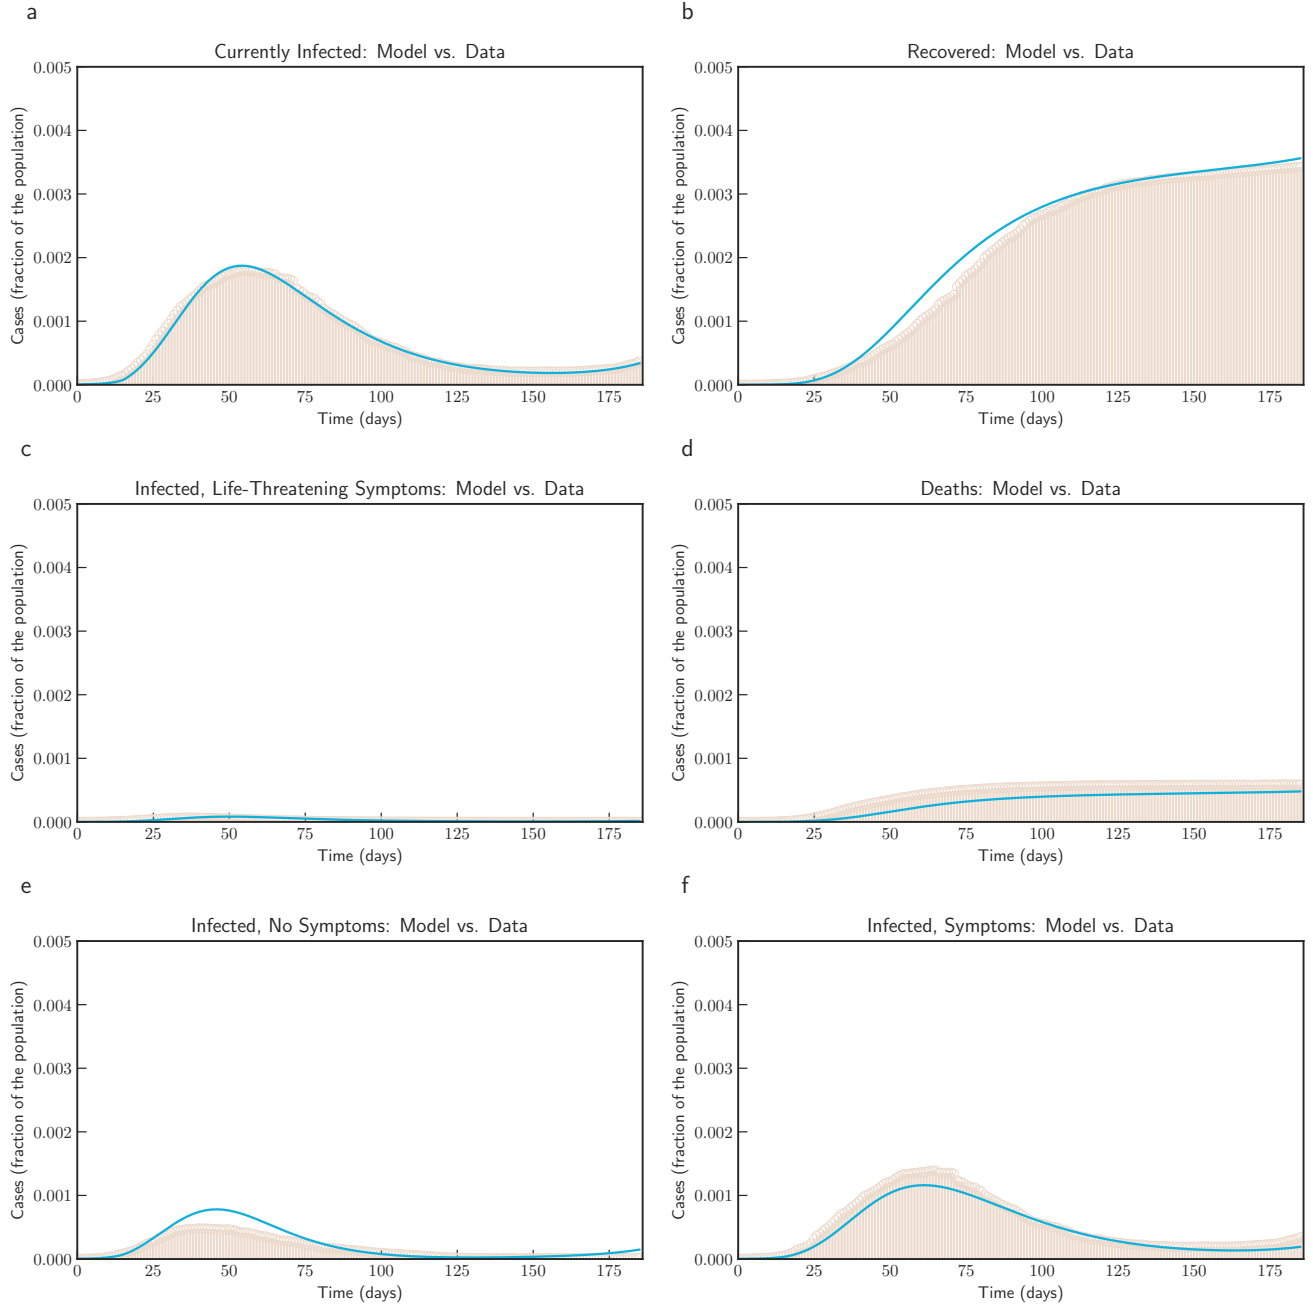 a
Currently Infected: Model vs. Data
Cases (fraction of the population)
0.005
0.004
0.003
0.002
0.001
0.000
0 25 50 75 100 125 150 175
Time (days)
b
Recovered: Model vs. Data
Cases (fraction of the population)
0.005
0.004
0.003
0.002
0.001
0.000
0 25 50 75 100 125 150 175
Time (days)
c
Infected, Life-Threatening Symptoms: Model vs. Data
Cases (fraction of the population)
0.005
0.004
0.003
0.002
0.001
0.000
0 25 50 75 100 125 150 175
Time (days)
d
Deaths: Model vs. Data
Cases (fraction of the population)
0.005
0.004
0.003
0.002
0.001
0.000
0 25 50 75 100 125 150 175
Time (days)
e
Infected, No Symptoms: Model vs. Data
Cases (fraction of the population)
0.005
0.004
0.003
0.002
0.001
0.000
0 25 50 75 100 125 150 175
Time (days)
f
Infected, Symptoms: Model vs. Data
Cases (fraction of the population)
0.005
0.004
0.003
0.002
0.001
0.000
0 25 50 75 100 125 150 175
Time (days)